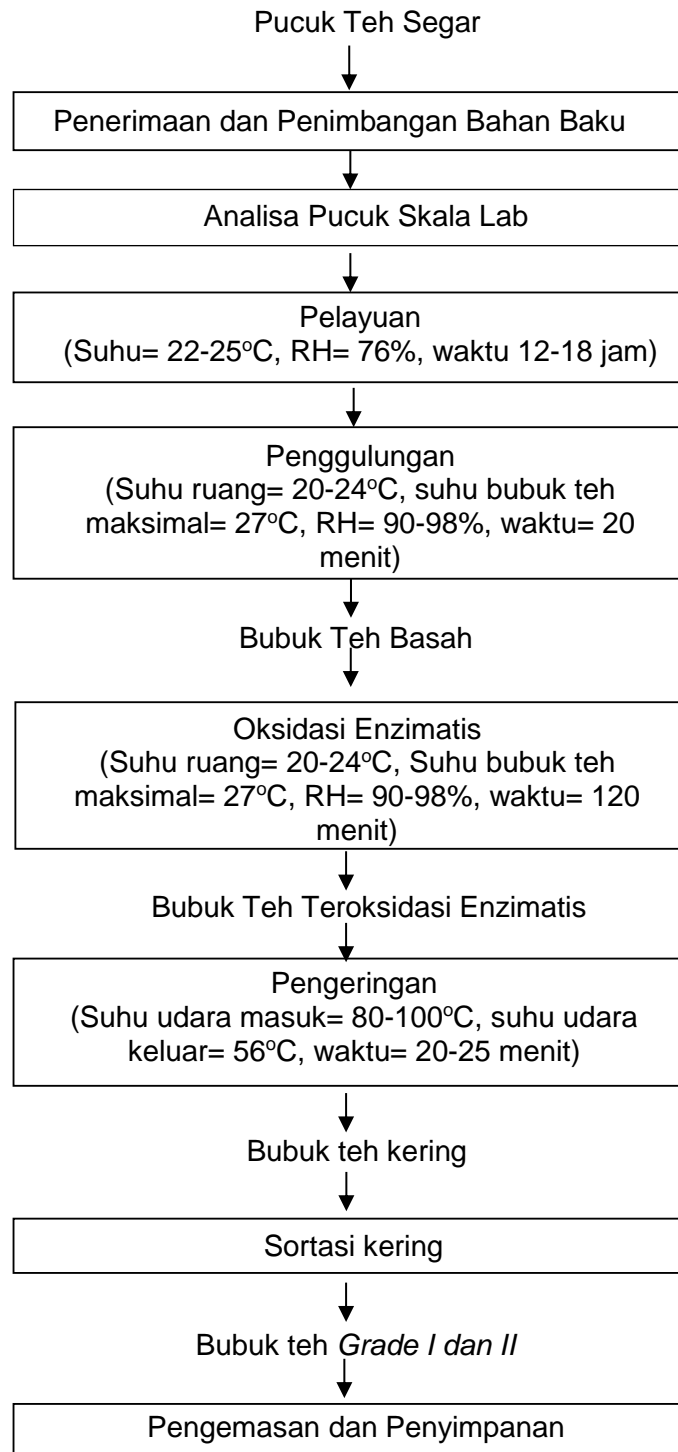 Pucuk Teh Segar
Penerimaan dan Penimbangan Bahan Baku
Analisa Pucuk Skala Lab
Pelayuan
(Suhu= 22-25°C, RH= 76%, waktu 12-18 jam)
Penggulungan
(Suhu ruang= 20-24°C, suhu bubuk teh
maksimal= 27°C, RH= 90-98%, waktu= 20
menit)
Bubuk Teh Basah
Oksidasi Enzimatis
(Suhu ruang= 20-24°C, Suhu bubuk teh
maksimal= 27°C, RH= 90-98%, waktu= 120
menit)
Bubuk Teh Teroksidasi Enzimatis
Pengeringan
(Suhu udara masuk= 80-100°C, suhu udara
keluar= 56°C, waktu= 20-25 menit)
Bubuk teh kering
Sortasi kering
Bubuk teh Grade I dan II
Pengemasan dan Penyimpanan